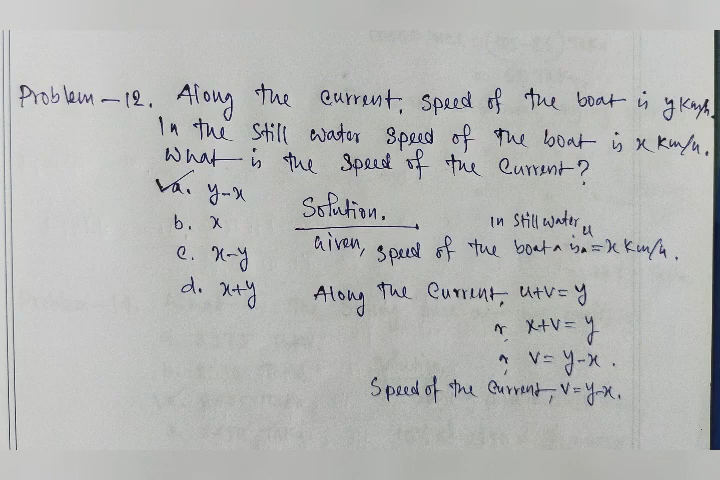 Problem - 12. Along the current, speed of the boat is y km/h.
In the still water speed of the boat is x km/h.
What is the speed of the current?
✓a. y-x
b. x
c. x-y
d. x+y
Solution.
in still water u
Given, speed of the boat ^ is ^ = x km/h.
Along the current, u+v=y
or x+v=y
or v=y-x.
Speed of the current, v=y-x.